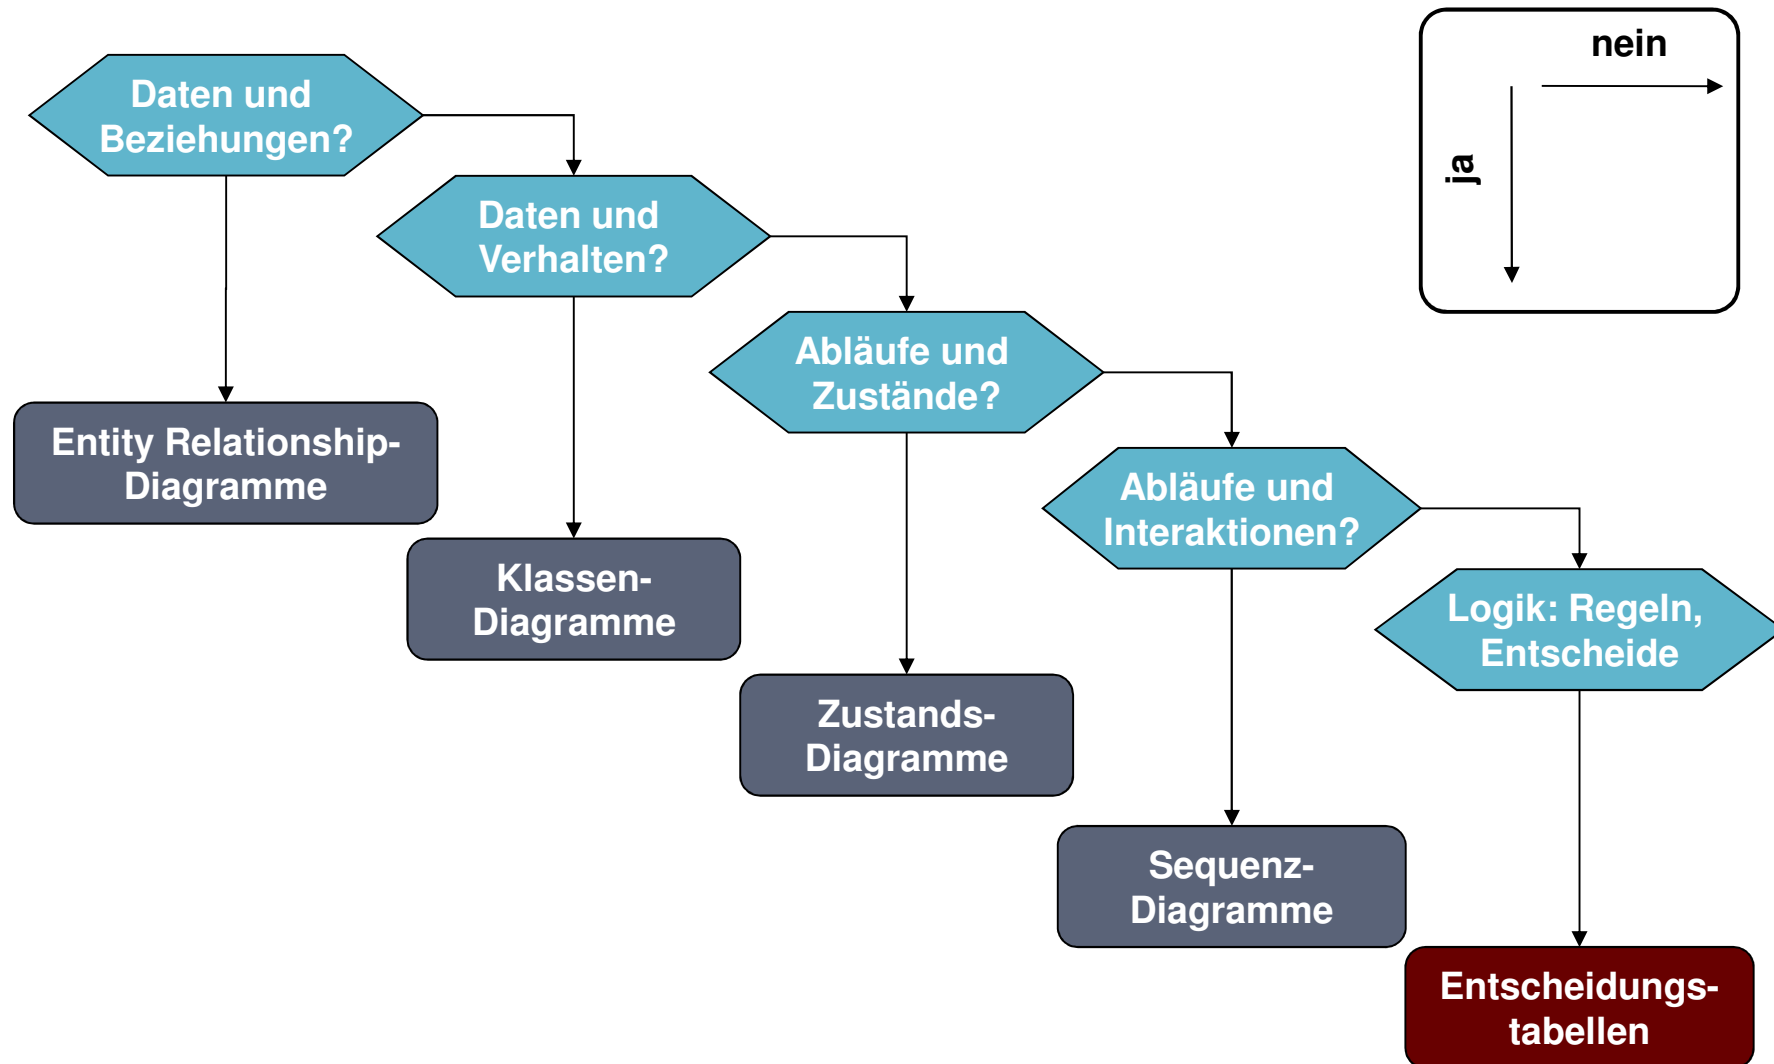 Daten und
Beziehungen?
nein
ja
Daten und
Verhalten?
Abläufe und
Zustände?
Entity Relationship-
Diagramme
Abläufe und
Interaktionen?
Klassen-
Diagramme
Logik: Regeln,
Entscheide
Zustands-
Diagramme
Sequenz-
Diagramme
Entscheidungs-
tabellen